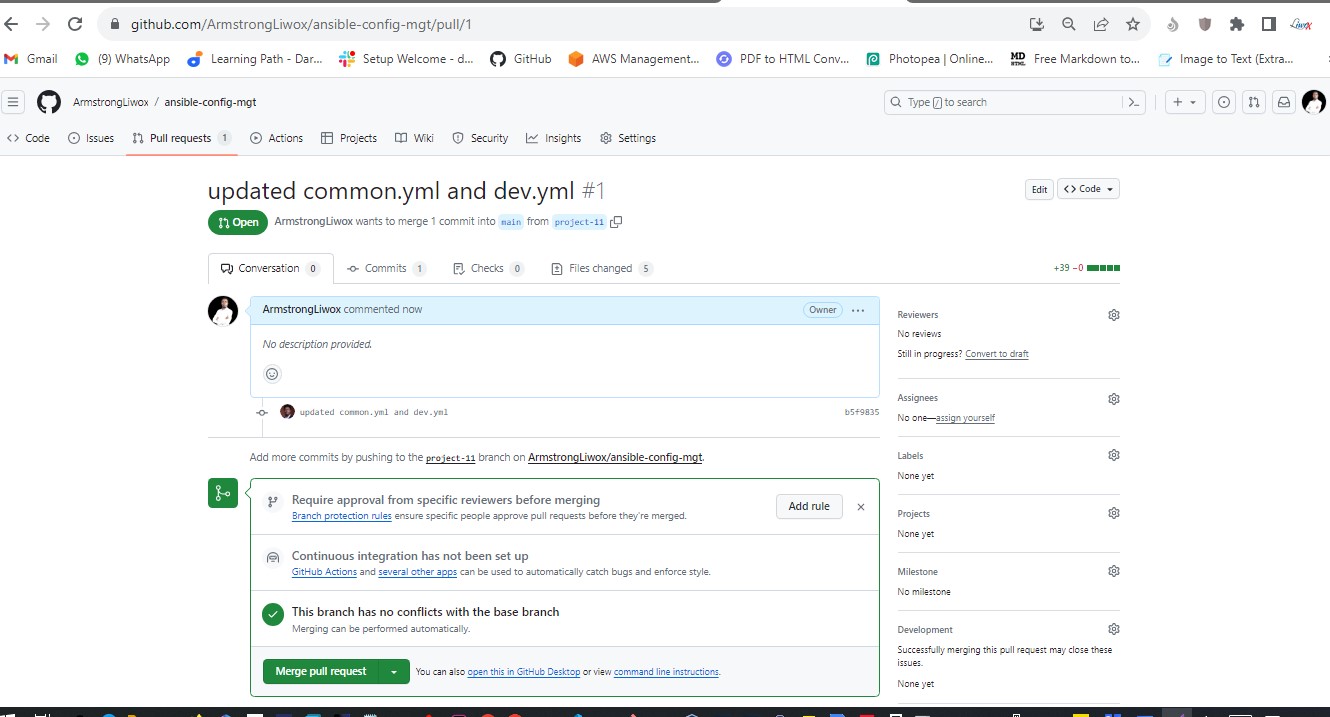 github.com/ArmstrongLiwox/ansible-config-mgt/pull/1
Gmail (9) WhatsApp Learning Path - Dar... Setup Welcome - d... GitHub AWS Management... PDF to HTML Conv... Photopea | Online... MD Free Markdown to... Image to Text (Extra...
ArmstrongLiwox / ansible-config-mgt Type / to search
Code Issues Pull requests 1 Actions Projects Wiki Security Insights Settings
updated common.yml and dev.yml #1 Edit <> Code
Open ArmstrongLiwox wants to merge 1 commit into main from project-11
Conversation 0 Commits 1 Checks 0 Files changed 5 +39 −0
ArmstrongLiwox commented now Owner ...
No description provided.
updated common.yml and dev.yml b5f9835
Add more commits by pushing to the project-11 branch on ArmstrongLiwox/ansible-config-mgt.
Require approval from specific reviewers before merging
Branch protection rules ensure specific people approve pull requests before they're merged.
Add rule
Continuous integration has not been set up
GitHub Actions and several other apps can be used to automatically catch bugs and enforce style.
This branch has no conflicts with the base branch
Merging can be performed automatically.
Merge pull request You can also open this in GitHub Desktop or view command line instructions.
Reviewers
No reviews
Still in progress? Convert to draft
Assignees
No one—assign yourself
Labels
None yet
Projects
None yet
Milestone
No milestone
Development
Successfully merging this pull request may close these
issues.
None yet